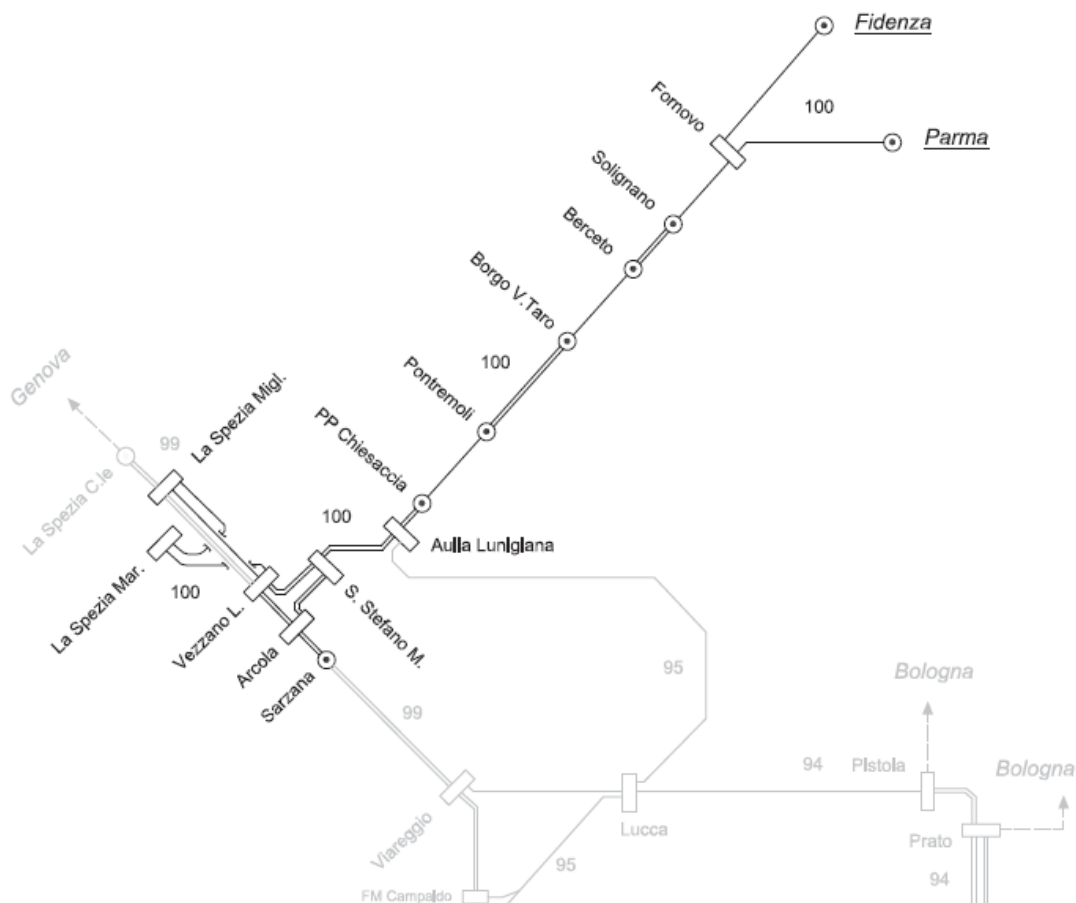 Fidenza
Fornovo
100
Parma
Solignano
Berceto
Borgo V.Taro
100
Pontremoli
Genova
La Spezia Migl.
PP Chiesaccia
99
La Spezia C.le
100
Aulla Lunigiana
La Spezia Mar.
100
Vezzano L.
S. Stefano M.
Arcola
Sarzana
95
99
Bologna
94
Pistoia
Bologna
Viareggio
Lucca
Prato
95
94
FM Campaldo